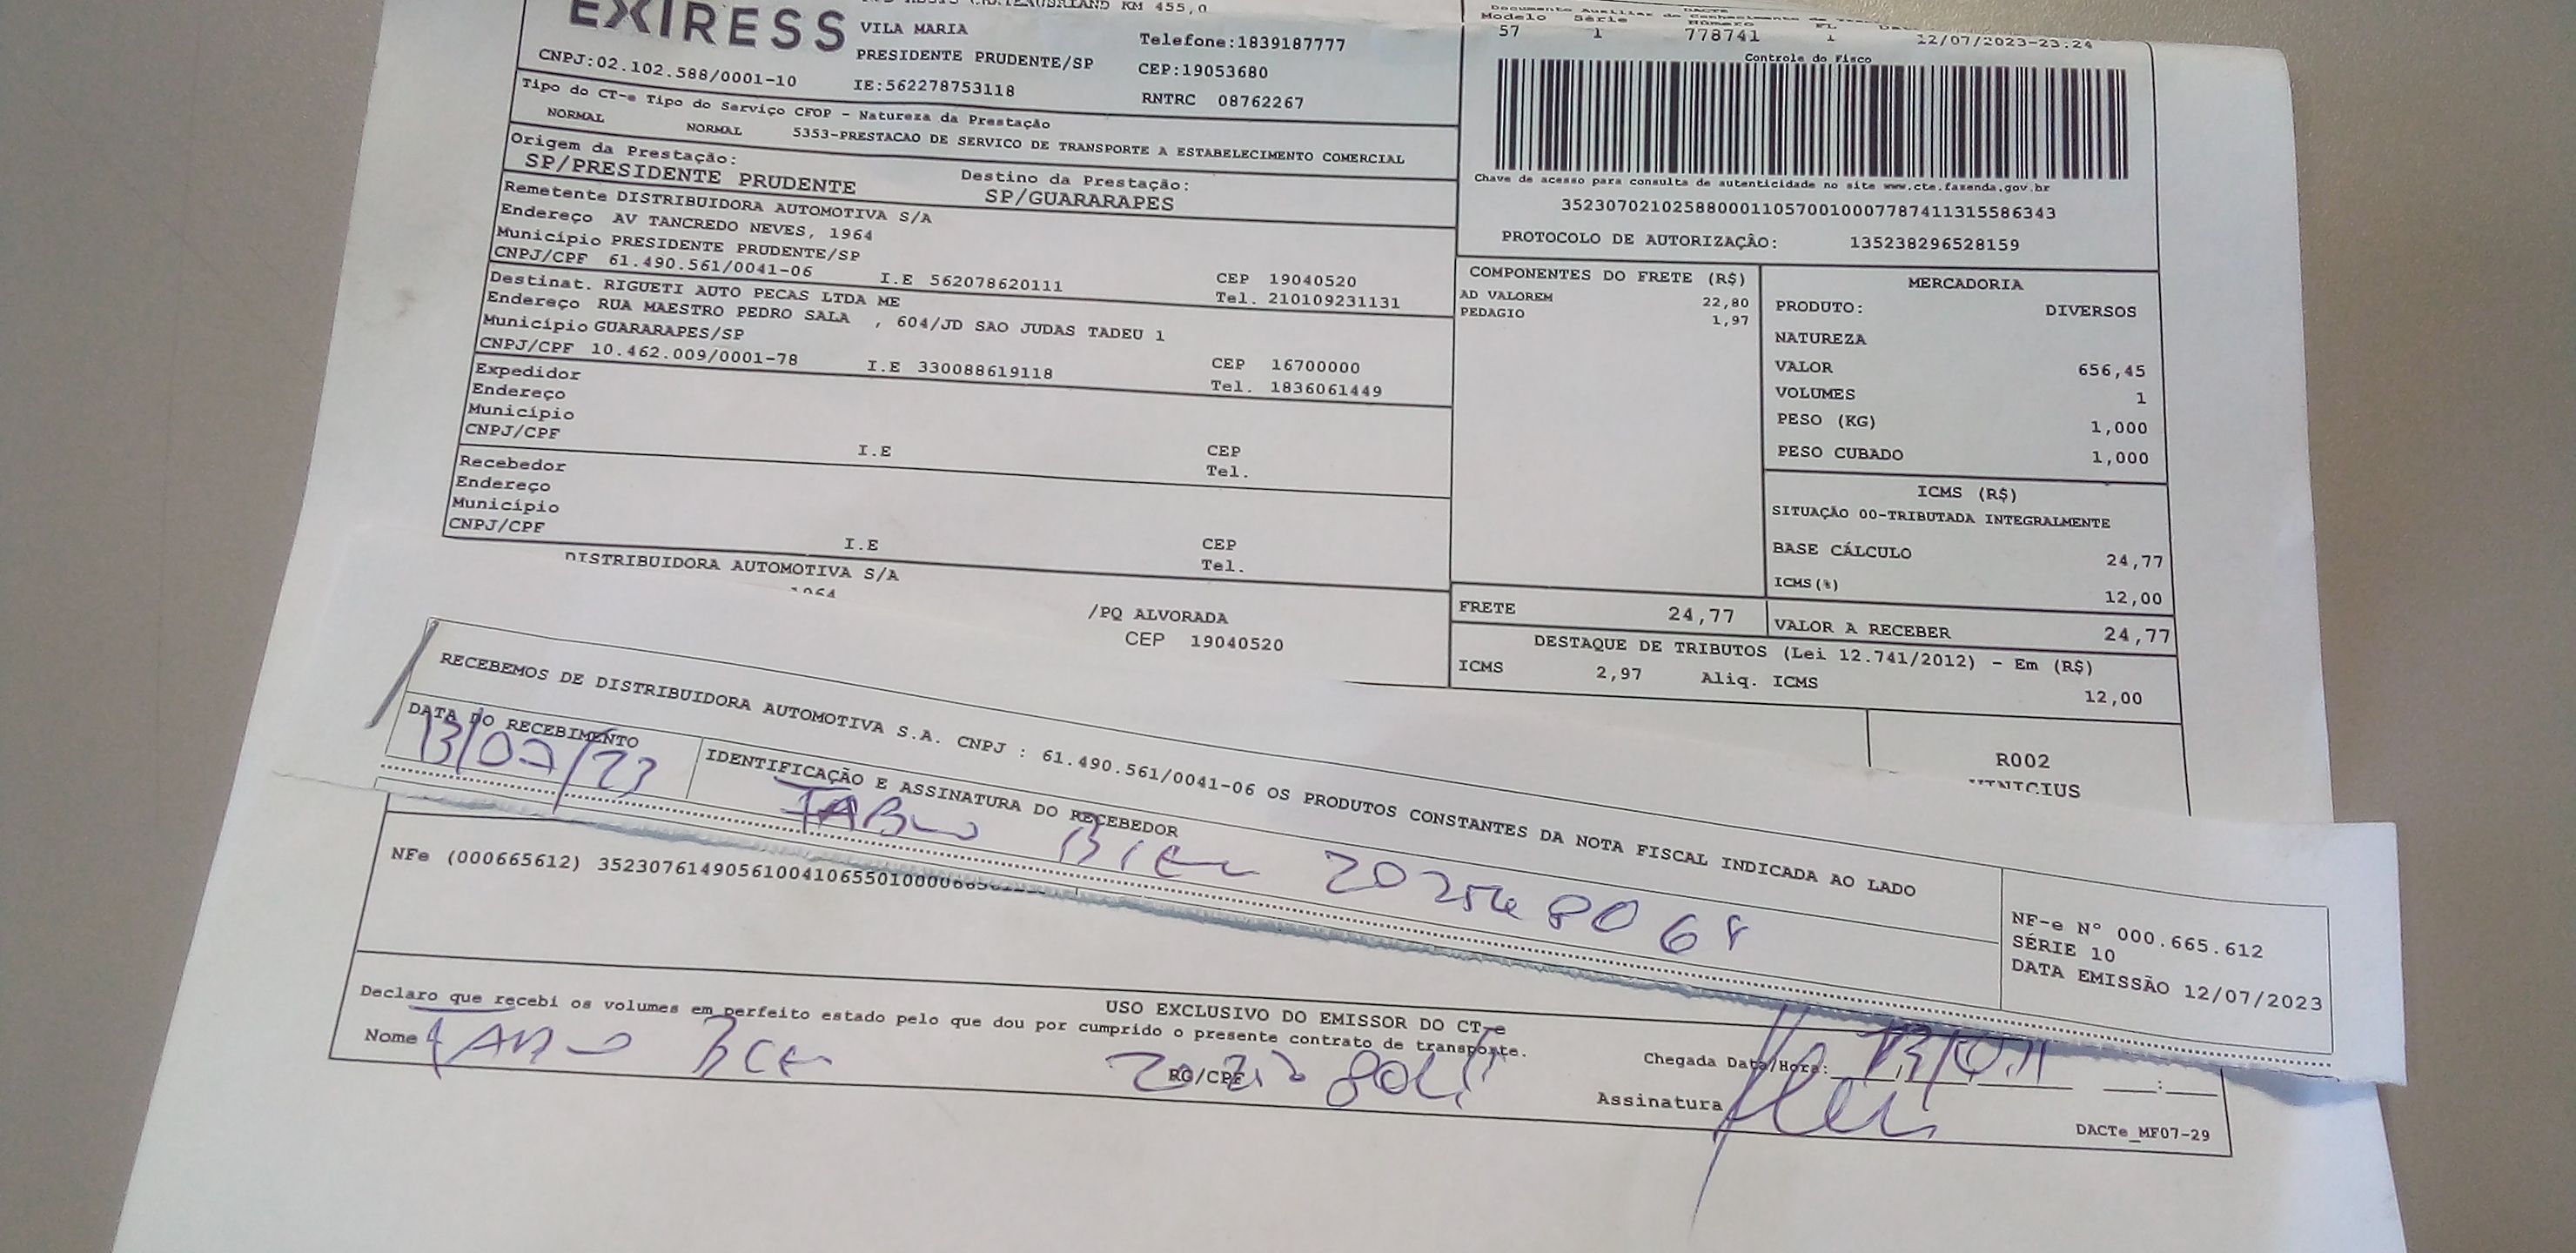 EXIRESS
KM 455,0
VILA MARIA
Telefone:1839187777
PRESIDENTE PRUDENTE/SP
CEP:19053680
CNPJ:02.102.588/0001-10
IE:562278753118
RNTRC 08762267
Modelo Série Número
57 1 778741 1 12/07/2023-23:24
Controle do Fisco
Chave de acesso para consulta de autenticidade no site www.cte.fazenda.gov.br
35230702102588000110570010007787411315586343
PROTOCOLO DE AUTORIZAÇÃO: 135238296528159
Tipo do CT-e Tipo do Serviço CFOP - Natureza da Prestação
NORMAL NORMAL 5353-PRESTACAO DE SERVICO DE TRANSPORTE A ESTABELECIMENTO COMERCIAL
Origem da Prestação: Destino da Prestação:
SP/PRESIDENTE PRUDENTE SP/GUARARAPES
Remetente DISTRIBUIDORA AUTOMOTIVA S/A
Endereço AV TANCREDO NEVES, 1964
Município PRESIDENTE PRUDENTE/SP CEP 19040520
CNPJ/CPF 61.490.561/0041-06 I.E 562078620111 Tel. 210109231131
Destinat. RIGUETI AUTO PECAS LTDA ME
Endereço RUA MAESTRO PEDRO SALA , 604/JD SAO JUDAS TADEU 1
Município GUARARAPES/SP CEP 16700000
CNPJ/CPF 10.462.009/0001-78 I.E 330088619118 Tel. 1836061449
Expedidor
Endereço
Município CEP
CNPJ/CPF I.E Tel.
Recebedor
Endereço
Município CEP
CNPJ/CPF I.E Tel.
DISTRIBUIDORA AUTOMOTIVA S/A
1964
/PQ ALVORADA
CEP 19040520
COMPONENTES DO FRETE (R$)
AD VALOREM 22,80
PEDAGIO 1,97
MERCADORIA
PRODUTO: DIVERSOS
NATUREZA
VALOR 656,45
VOLUMES 1
PESO (KG) 1,000
PESO CUBADO 1,000
ICMS (R$)
SITUAÇÃO 00-TRIBUTADA INTEGRALMENTE
BASE CÁLCULO 24,77
ICMS(%) 12,00
FRETE 24,77 VALOR A RECEBER 24,77
DESTAQUE DE TRIBUTOS (Lei 12.741/2012) - Em (R$)
ICMS 2,97 Aliq. ICMS 12,00
R002
VINICIUS
RECEBEMOS DE DISTRIBUIDORA AUTOMOTIVA S.A. CNPJ : 61.490.561/0041-06 OS PRODUTOS CONSTANTES DA NOTA FISCAL INDICADA AO LADO
DATA DO RECEBIMENTO
13/07/23
IDENTIFICAÇÃO E ASSINATURA DO RECEBEDOR
NF-e Nº 000.665.612
SÉRIE 10
DATA EMISSÃO 12/07/2023
NFe (000665612) 3523076149056100410655010000
USO EXCLUSIVO DO EMISSOR DO CT-e
Declaro que recebi os volumes em perfeito estado pelo que dou por cumprido o presente contrato de transporte.
Nome
RG/CPF
Chegada Data/Hora:
Assinatura
DACTe_MF07-29